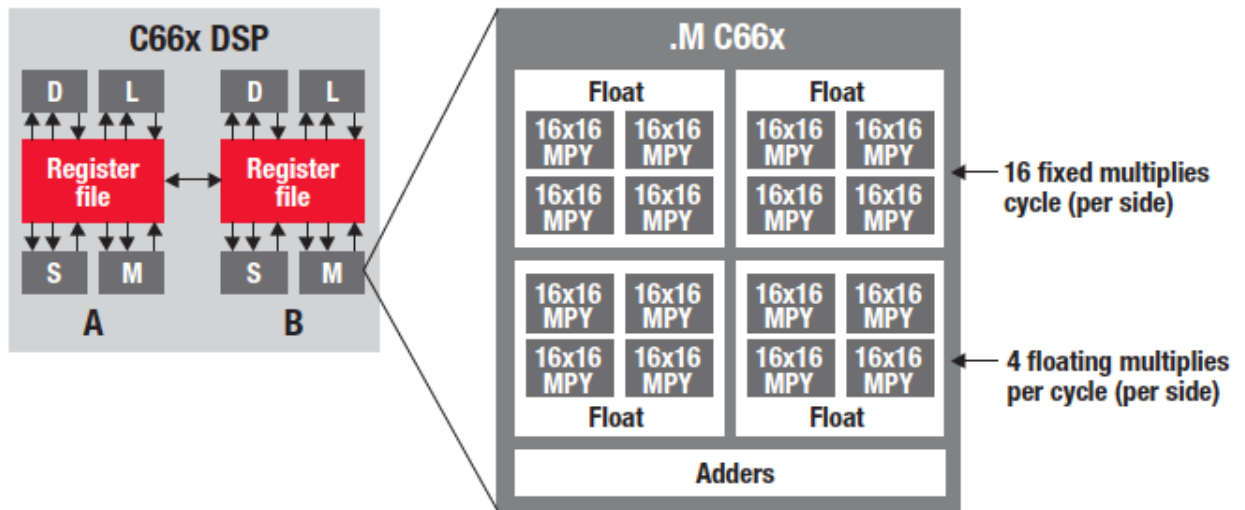 C66x DSP
D L D L
Register
file
Register
file
S M S M
A B
.M C66x
Float Float
16x16
MPY
16x16
MPY
16x16
MPY
16x16
MPY
16x16
MPY
16x16
MPY
16x16
MPY
16x16
MPY
16 fixed multiplies
cycle (per side)
16x16
MPY
16x16
MPY
16x16
MPY
16x16
MPY
16x16
MPY
16x16
MPY
16x16
MPY
16x16
MPY
Float Float
4 floating multiplies
per cycle (per side)
Adders